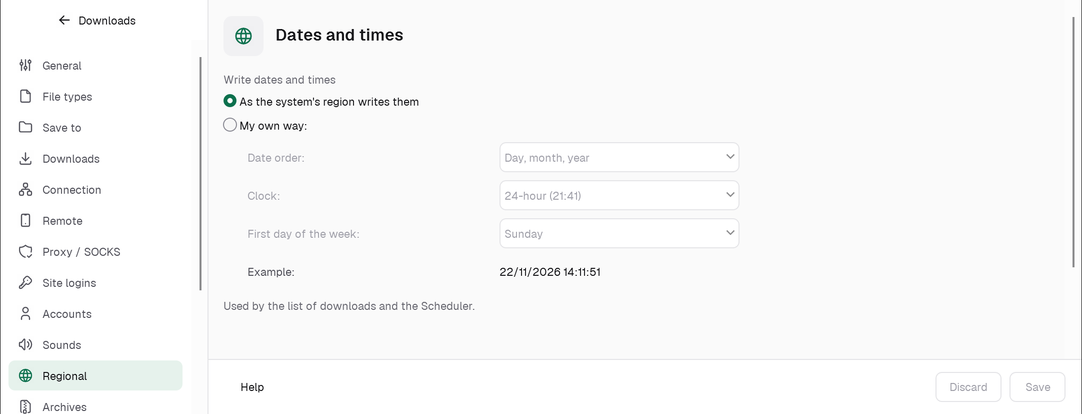 Downloads
General
File types
Save to
Downloads
Connection
Remote
Proxy / SOCKS
Site logins
Accounts
Sounds
Regional
Archives
Dates and times
Write dates and times
As the system's region writes them
My own way:
Date order: Day, month, year
Clock: 24-hour (21:41)
First day of the week: Sunday
Example: 22/11/2026 14:11:51
Used by the list of downloads and the Scheduler.
Help Discard Save